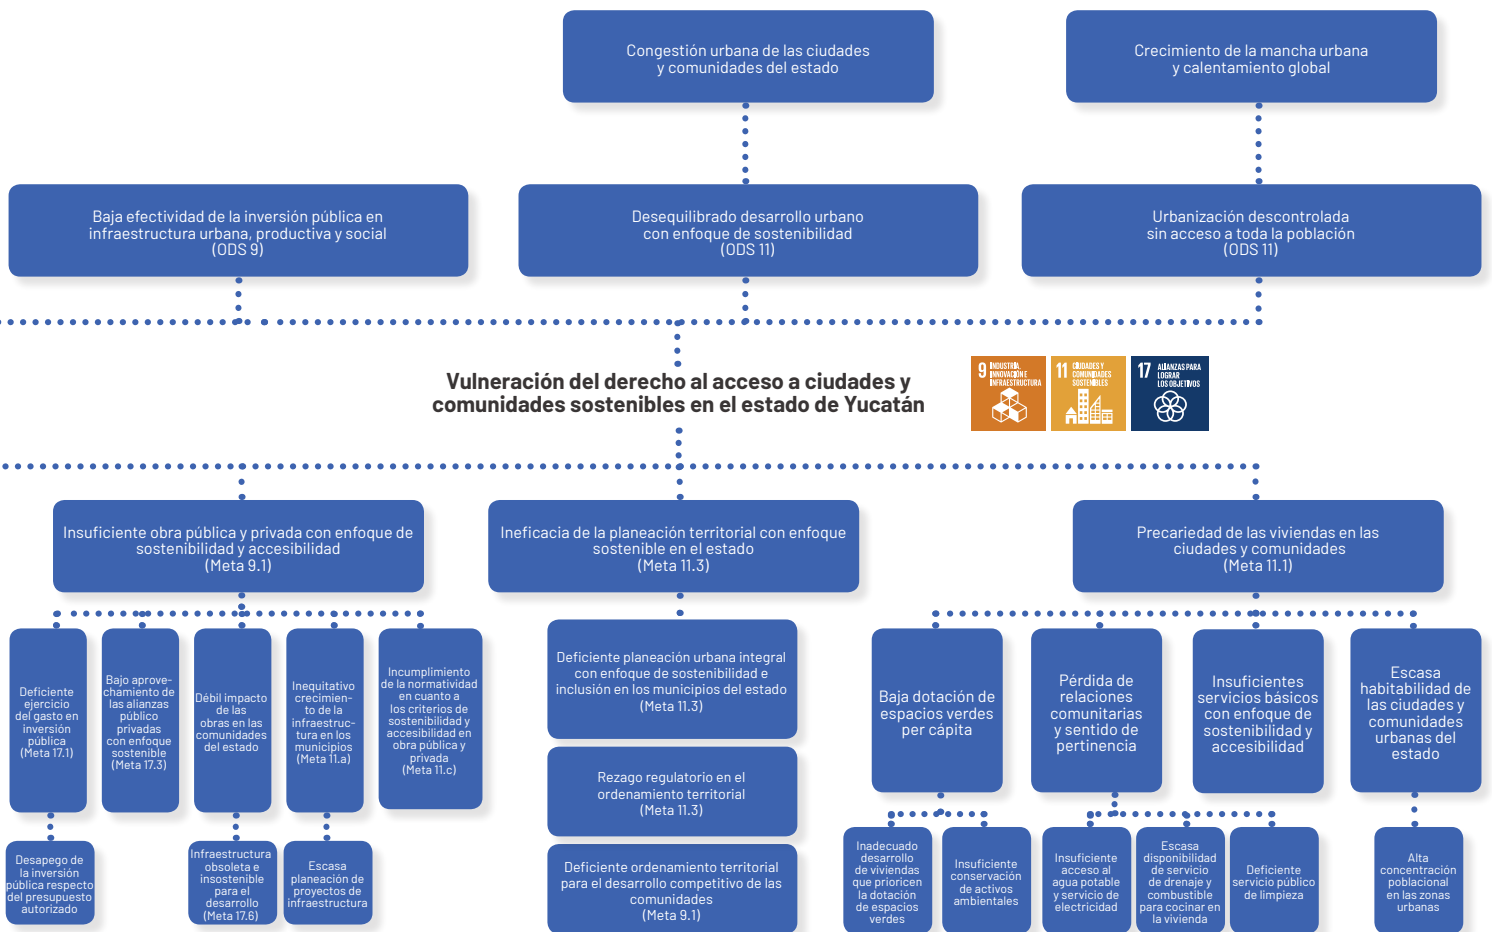 Congestión urbana de las ciudades
y comunidades del estado
Crecimiento de la mancha urbana
y calentamiento global
Baja efectividad de la inversión pública en
infraestructura urbana, productiva y social
(ODS 9)
Desequilibrado desarrollo urbano
con enfoque de sostenibilidad
(ODS 11)
Urbanización descontrolada
sin acceso a toda la población
(ODS 11)
Vulneración del derecho al acceso a ciudades y
comunidades sostenibles en el estado de Yucatán
9 INDUSTRIA,
INNOVACIÓN E
INFRAESTRUCTURA
11 CIUDADES Y
COMUNIDADES
SOSTENIBLES
17 ALIANZAS PARA
LOGRAR
LOS OBJETIVOS
Insuficiente obra pública y privada con enfoque de
sostenibilidad y accesibilidad
(Meta 9.1)
Ineficacia de la planeación territorial con enfoque
sostenible en el estado
(Meta 11.3)
Precariedad de las viviendas en las
ciudades y comunidades
(Meta 11.1)
Deficiente
ejercicio
del gasto en
inversión
pública
(Meta 17.1)
Bajo aprove-
chamiento de
las alianzas
público
privadas
con enfoque
sostenible
(Meta 17.3)
Débil impacto
de las
obras en las
comunidades
del estado
Inequitativo
crecimien-
to de la
infraestruc-
tura en los
municipios
(Meta 11.a)
Incumplimiento
de la normatividad
en cuanto a
los criterios de
sostenibilidad y
accesibilidad en
obra pública y
privada
(Meta 11.c)
Deficiente planeación urbana integral
con enfoque de sostenibilidad e
inclusión en los municipios del estado
(Meta 11.3)
Rezago regulatorio en el
ordenamiento territorial
(Meta 11.3)
Deficiente ordenamiento territorial
para el desarrollo competitivo de las
comunidades
(Meta 9.1)
Baja dotación de
espacios verdes
per cápita
Pérdida de
relaciones
comunitarias
y sentido de
pertinencia
Insuficientes
servicios básicos
con enfoque de
sostenibilidad y
accesibilidad
Escasa
habitabilidad de
las ciudades y
comunidades
urbanas del
estado
Desapego de
la inversión
pública respecto
del presupuesto
autorizado
Infraestructura
obsoleta e
insostenible
para el
desarrollo
(Meta 17.6)
Escasa
planeación de
proyectos de
infraestructura
Inadecuado
desarrollo
de viviendas
que prioricen
la dotación
de espacios
verdes
Insuficiente
conservación
de activos
ambientales
Insuficiente
acceso al
agua potable
y servicio de
electricidad
Escasa
disponibilidad
de servicio
de drenaje y
combustible
para cocinar en
la vivienda
Deficiente
servicio público
de limpieza
Alta
concentración
poblacional
en las zonas
urbanas